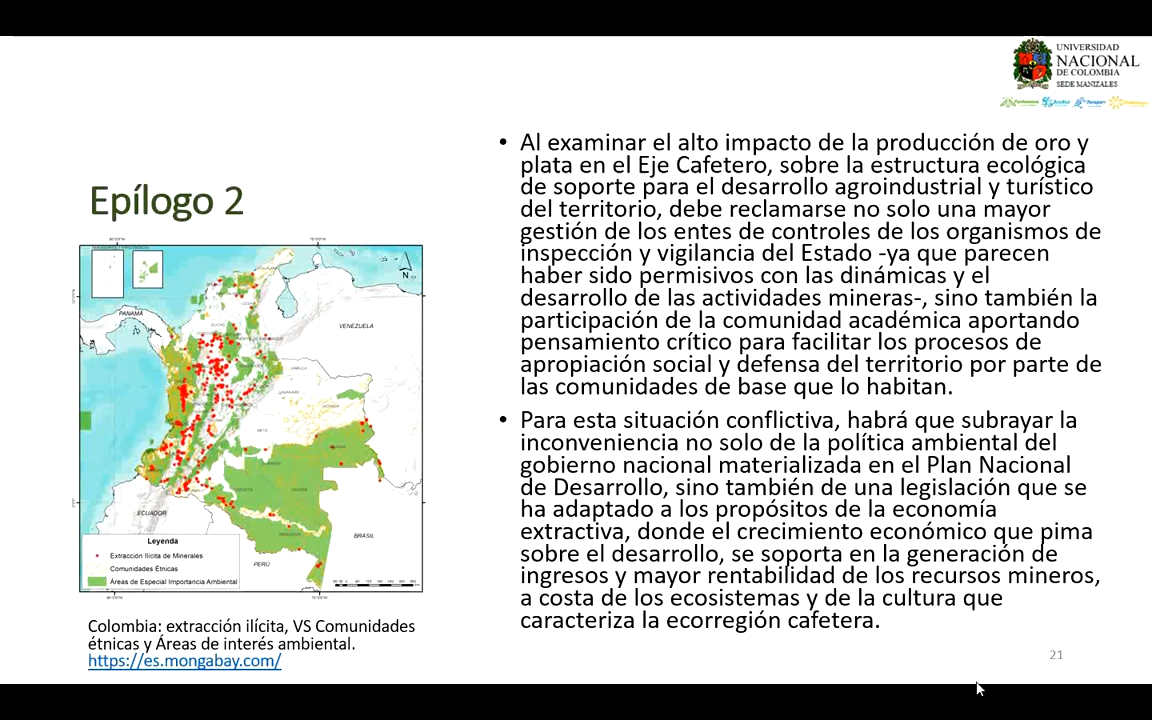 UNIVERSIDAD
NACIONAL
DE COLOMBIA
SEDE MANIZALES
Epílogo 2
PANAMÁ
VENEZUELA
N
ECUADOR
BRASIL
PERÚ
Leyenda
Extracción Ilícita de Minerales
Comunidades Étnicas
Áreas de Especial Importancia Ambiental
Colombia: extracción ilícita, VS Comunidades
étnicas y Áreas de interés ambiental.
https://es.mongabay.com/
• Al examinar el alto impacto de la producción de oro y
plata en el Eje Cafetero, sobre la estructura ecológica
de soporte para el desarrollo agroindustrial y turístico
del territorio, debe reclamarse no solo una mayor
gestión de los entes de controles de los organismos de
inspección y vigilancia del Estado -ya que parecen
haber sido permisivos con las dinámicas y el
desarrollo de las actividades mineras-, sino también la
participación de la comunidad académica aportando
pensamiento crítico para facilitar los procesos de
apropiación social y defensa del territorio por parte de
las comunidades de base que lo habitan.
• Para esta situación conflictiva, habrá que subrayar la
inconveniencia no solo de la política ambiental del
gobierno nacional materializada en el Plan Nacional
de Desarrollo, sino también de una legislación que se
ha adaptado a los propósitos de la economía
extractiva, donde el crecimiento económico que pima
sobre el desarrollo, se soporta en la generación de
ingresos y mayor rentabilidad de los recursos mineros,
a costa de los ecosistemas y de la cultura que
caracteriza la ecorregión cafetera.
21